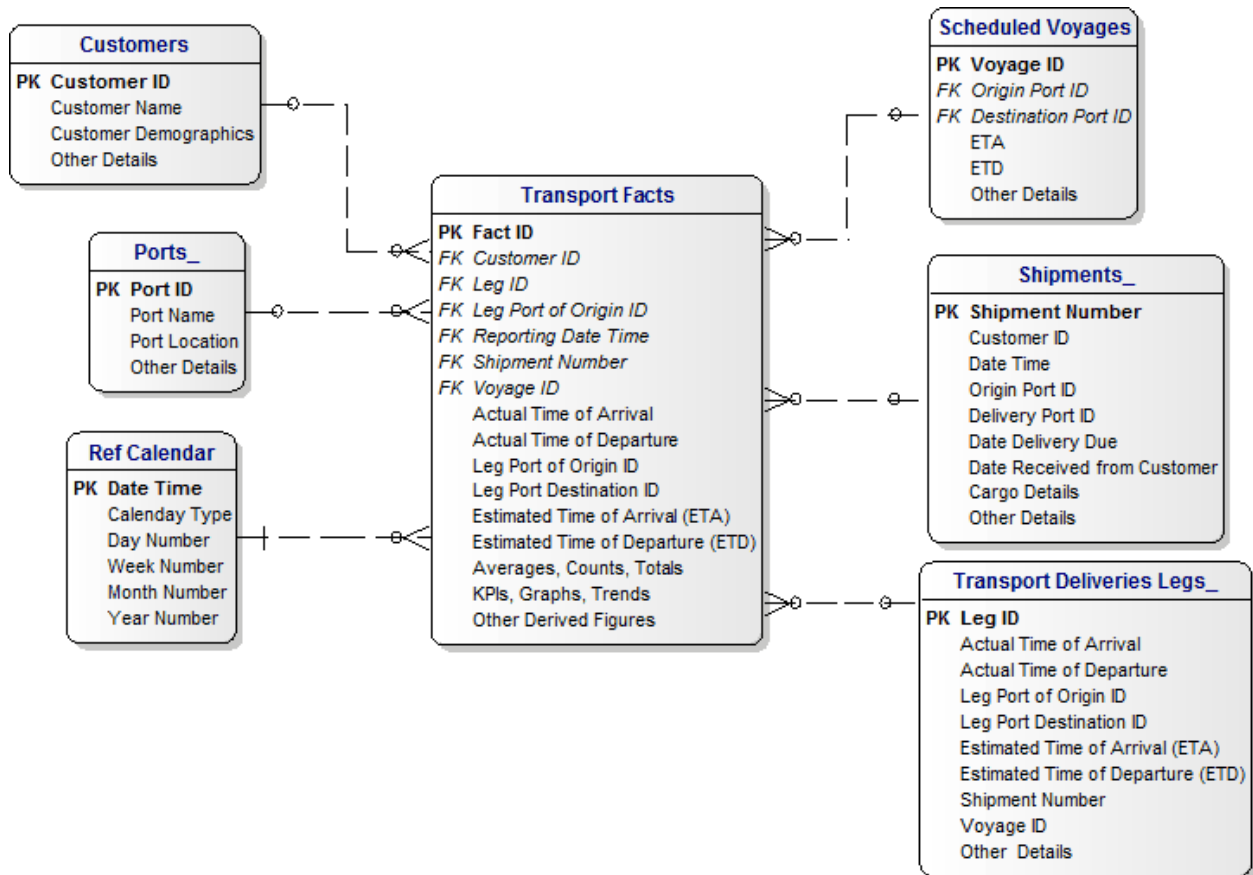 Customers
PK Customer ID
Customer Name
Customer Demographics
Other Details
Ports_
PK Port ID
Port Name
Port Location
Other Details
Ref Calendar
PK Date Time
Calenday Type
Day Number
Week Number
Month Number
Year Number
Transport Facts
PK Fact ID
FK Customer ID
FK Leg ID
FK Leg Port of Origin ID
FK Reporting Date Time
FK Shipment Number
FK Voyage ID
Actual Time of Arrival
Actual Time of Departure
Leg Port of Origin ID
Leg Port Destination ID
Estimated Time of Arrival (ETA)
Estimated Time of Departure (ETD)
Averages, Counts, Totals
KPIs, Graphs, Trends
Other Derived Figures
Scheduled Voyages
PK Voyage ID
FK Origin Port ID
FK Destination Port ID
ETA
ETD
Other Details
Shipments_
PK Shipment Number
Customer ID
Date Time
Origin Port ID
Delivery Port ID
Date Delivery Due
Date Received from Customer
Cargo Details
Other Details
Transport Deliveries Legs_
PK Leg ID
Actual Time of Arrival
Actual Time of Departure
Leg Port of Origin ID
Leg Port Destination ID
Estimated Time of Arrival (ETA)
Estimated Time of Departure (ETD)
Shipment Number
Voyage ID
Other Details